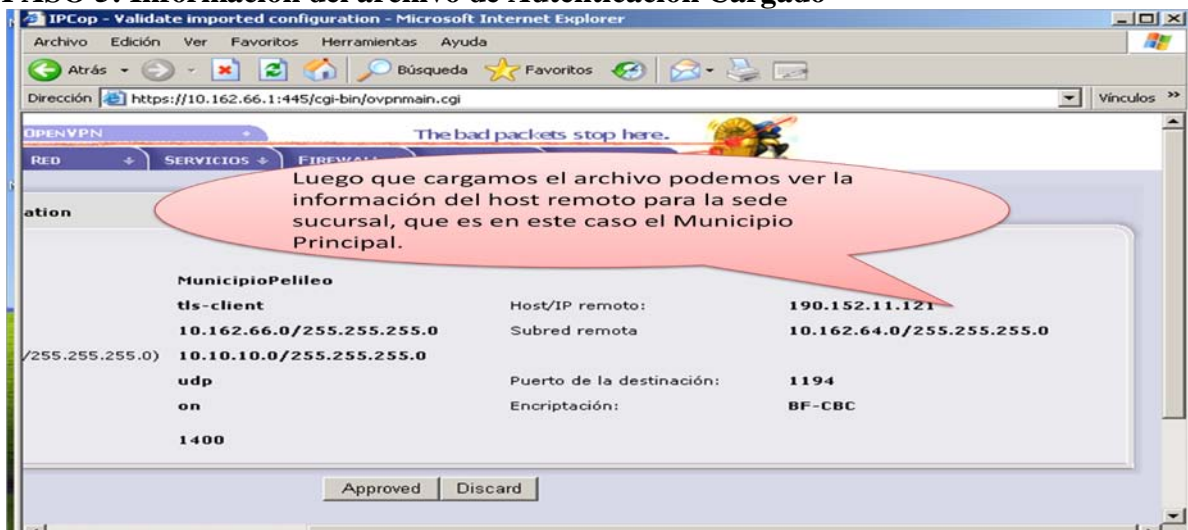 PASO 5: Información del archivo de Autenticación Cargado
IPCop - Validate imported configuration - Microsoft Internet Explorer
Archivo Edición Ver Favoritos Herramientas Ayuda
Atrás Búsqueda Favoritos
Dirección https://10.162.66.1:445/cgi-bin/ovpnmain.cgi Vínculos »
OPENVPN The bad packets stop here.
RED SERVICIOS FIREWALL
Luego que cargamos el archivo podemos ver la
información del host remoto para la sede
sucursal, que es en este caso el Municipio
Principal.
ation
MunicipioPelileo
tls-client Host/IP remoto: 190.152.11.121
10.162.66.0/255.255.255.0 Subred remota 10.162.64.0/255.255.255.0
/255.255.255.0) 10.10.10.0/255.255.255.0
udp Puerto de la destinación: 1194
on Encriptación: BF-CBC
1400
Approved Discard